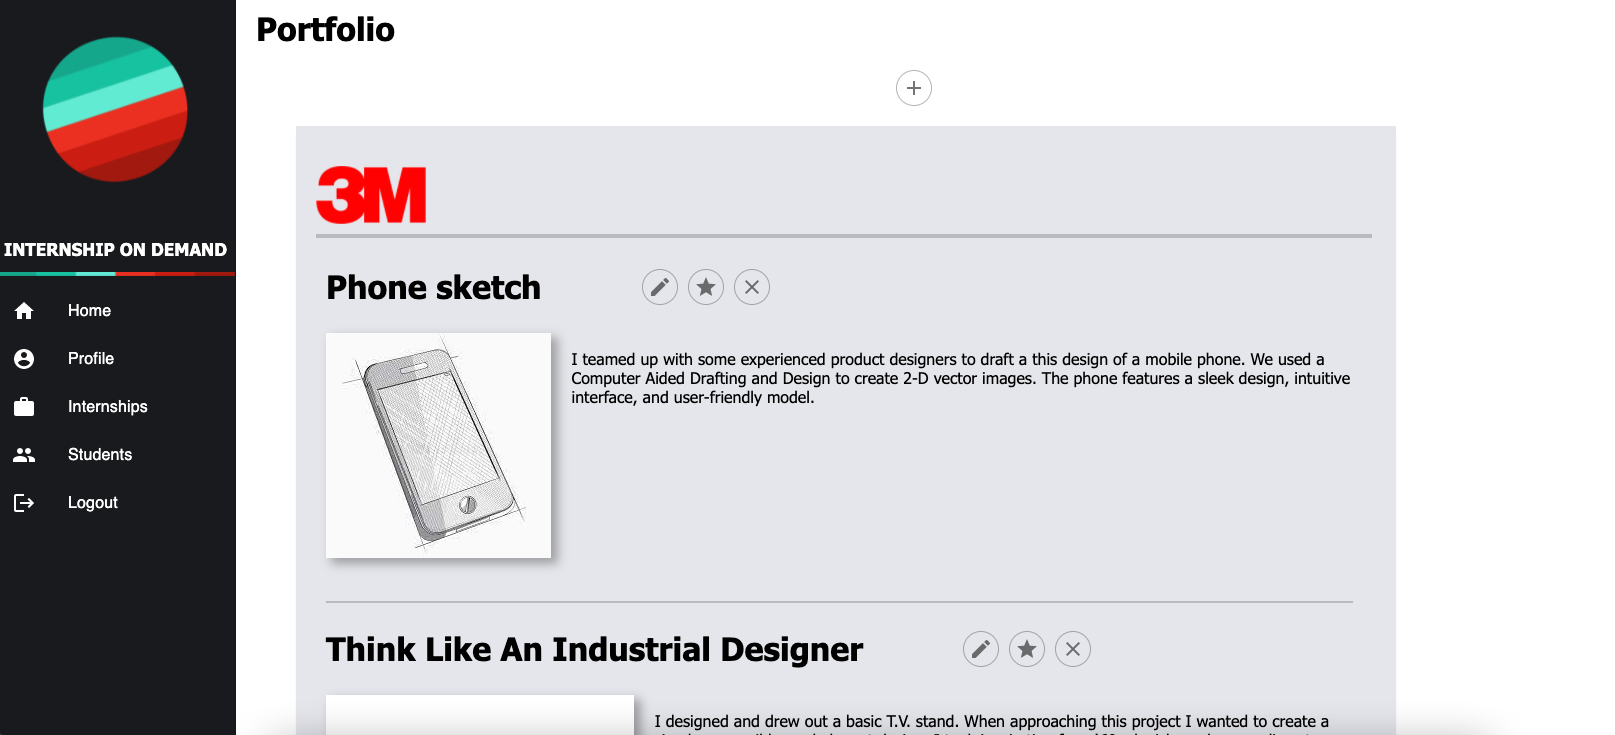 Portfolio
INTERNSHIP ON DEMAND
Home
Profile
Internships
Students
Logout
3M
Phone sketch
I teamed up with some experienced product designers to draft a this design of a mobile phone. We used a
Computer Aided Drafting and Design to create 2-D vector images. The phone features a sleek design, intuitive
interface, and user-friendly model.
Think Like An Industrial Designer
I designed and drew out a basic T.V. stand. When approaching this project I wanted to create a